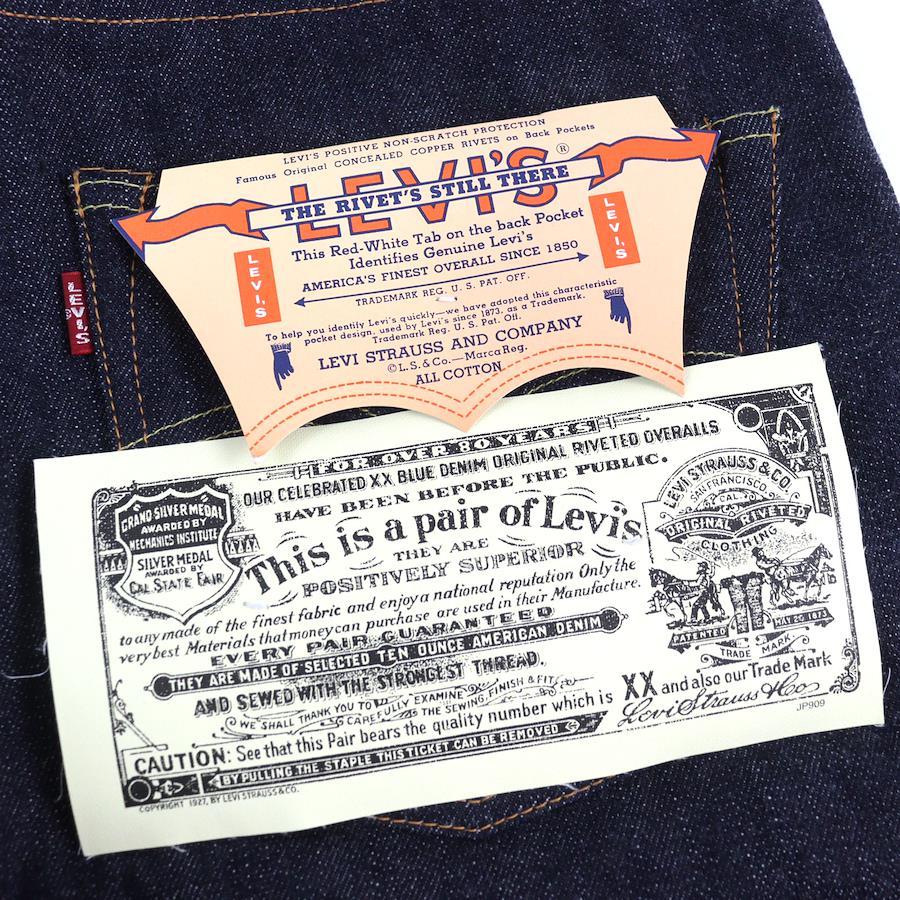 LEVI'S POSITIVE NON-SCRATCH PROTECTION
Famous Original CONCEALED COPPER RIVETS on Back Pockets
LEVI'S®
THE RIVET'S STILL THERE
This Red-White Tab on the back Pocket
Identifies Genuine Levi's
AMERICA'S FINEST OVERALL SINCE 1850
TRADEMARK REG. U. S. PAT. OFF.
LEVI'S
LEVI'S
To help you identify Levi's quickly—we have adopted this characteristic
pocket design, used by Levi's since 1873, as a Trademark.
Trademark Reg. U. S. Pat. Off.
LEVI STRAUSS AND COMPANY
©L.S.&Co.—Marca Reg.
ALL COTTON
LEVI'S
®
FOR OVER 80 YEARS
OUR CELEBRATED XX BLUE DENIM ORIGINAL RIVETED OVERALLS
HAVE BEEN BEFORE THE PUBLIC.
This is a pair of Levi's
THEY ARE
POSITIVELY SUPERIOR
to any made of the finest fabric and enjoy a national reputation Only the
very best Materials that money can purchase are used in their Manufacture.
EVERY PAIR GUARANTEED
THEY ARE MADE OF SELECTED TEN OUNCE AMERICAN DENIM
AND SEWED WITH THE STRONGEST THREAD.
WE SHALL THANK YOU TO CAREFULLY EXAMINE THE SEWING, FINISH & FIT
CAUTION: See that this Pair bears the quality number which is XX and also our Trade Mark
BY PULLING THE STAPLE THIS TICKET CAN BE REMOVED
Levi Strauss & Co
JP909
COPYRIGHT 1927, BY LEVI STRAUSS & CO.
GRAND SILVER MEDAL
AWARDED BY
MECHANICS INSTITUTE
SILVER MEDAL
AWARDED BY
CAL. STATE FAIR
LEVI STRAUSS & CO.
SAN FRANCISCO
CAL.
ORIGINAL RIVETED
CLOTHING
PATENTED MAY 20 1873
TRADE MARK.